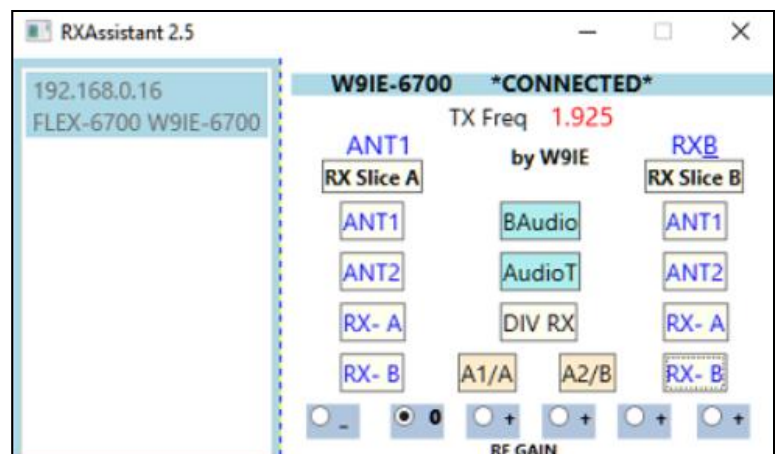 RXAssistant 2.5
192.168.0.16
FLEX-6700 W9IE-6700
W9IE-6700 *CONNECTED*
TX Freq 1.925
ANT1 by W9IE RXB
RX Slice A RX Slice B
ANT1 BAudio ANT1
ANT2 AudioT ANT2
RX- A DIV RX RX- A
RX- B A1/A A2/B RX- B
- 0 + + + +
RF GAIN